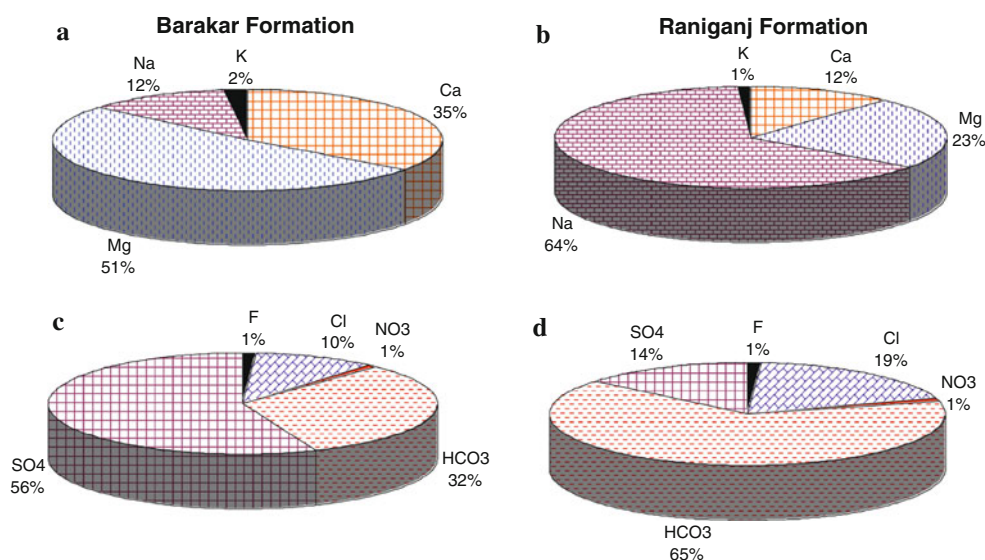 Barakar Formation
a
Na
12%
K
2%
Ca
35%
Mg
51%
Raniganj Formation
b
K
1%
Ca
12%
Mg
23%
Na
64%
c
F
1%
Cl
10%
NO3
1%
HCO3
32%
SO4
56%
d
SO4
14%
F
1%
Cl
19%
NO3
1%
HCO3
65%